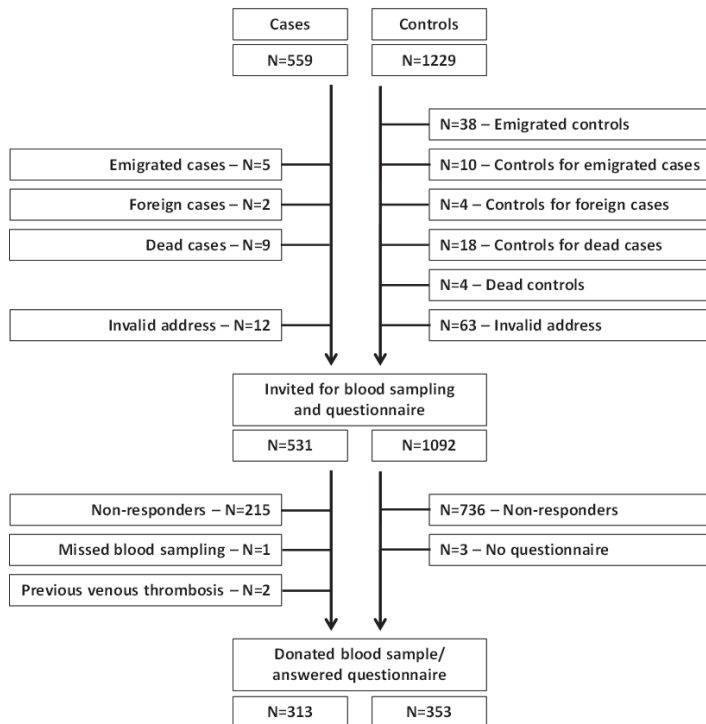 Cases
Controls
N=559
N=1229
N=38 – Emigrated controls
Emigrated cases – N=5
N=10 – Controls for emigrated cases
Foreign cases – N=2
N=4 – Controls for foreign cases
Dead cases – N=9
N=18 – Controls for dead cases
N=4 – Dead controls
Invalid address – N=12
N=63 – Invalid address
Invited for blood sampling
and questionnaire
N=531
N=1092
Non-responders – N=215
N=736 – Non-responders
Missed blood sampling – N=1
N=3 – No questionnaire
Previous venous thrombosis – N=2
Donated blood sample/
answered questionnaire
N=313
N=353